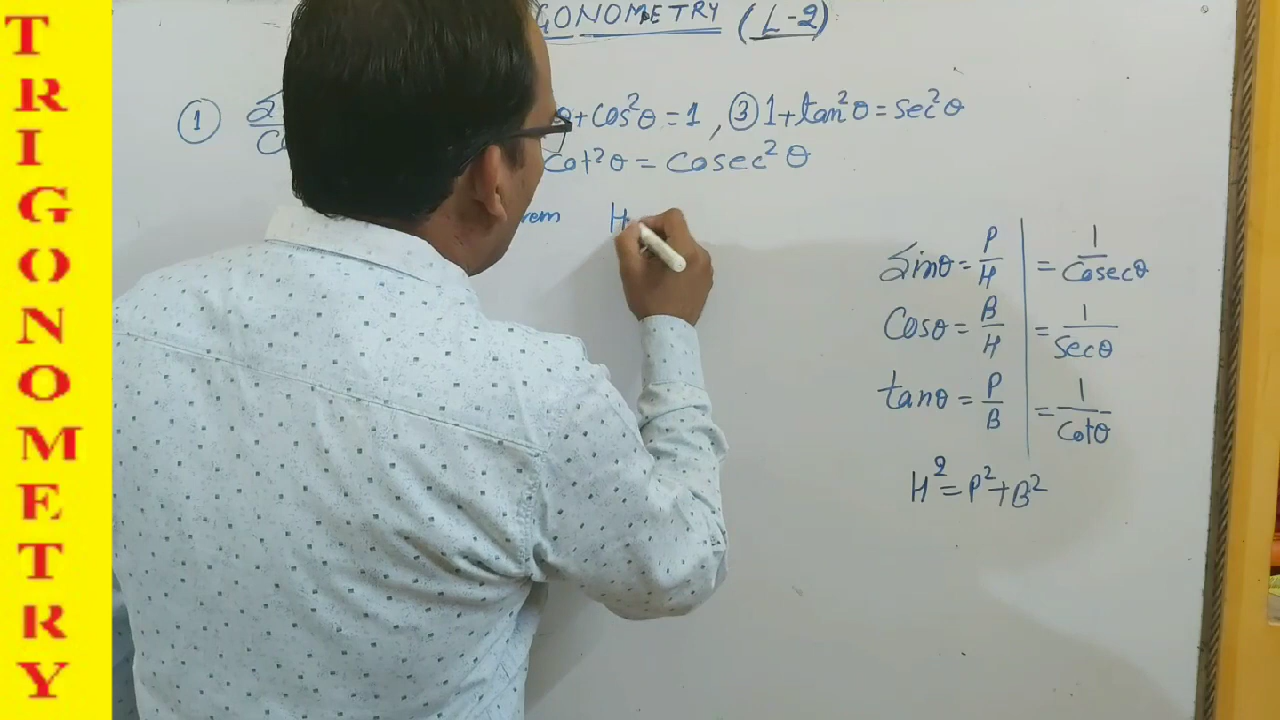 TRIGONOMETRY
GONOMETRY (L-2)
① θ+cos²θ=1, ③ 1+tan²θ=sec²θ
cot²θ = cosec²θ
rem H
sinθ = P/H = 1/cosecθ
cosθ = B/H = 1/secθ
tanθ = P/B = 1/cotθ
H²=P²+B²